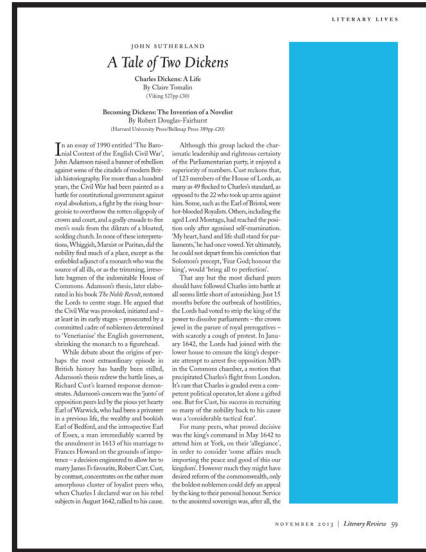 LITERARY LIVES
JOHN SUTHERLAND
A Tale of Two Dickens
Charles Dickens: A Life
By Claire Tomalin
(Viking 527pp £30)
Becoming Dickens: The Invention of a Novelist
By Robert Douglas-Fairhurst
(Harvard University Press/Belknap Press 389pp £20)
In an essay of 1990 entitled 'The Baro-
nial Context of the English Civil War',
John Adamson raised a banner of rebellion
against some of the citadels of modern Brit-
ish historiography. For more than a hundred
years, the Civil War had been painted as a
battle for constitutional government against
royal absolutism, a fight by the rising bour-
geoisie to overthrow the rotten oligopoly of
crown and court, and a godly crusade to free
men's souls from the diktats of a bloated,
scolding church. In none of these interpreta-
tions, Whiggish, Marxist or Puritan, did the
nobility find much of a place, except as the
enfeebled adjunct of a monarch who was the
source of all ills, or as the trimming, irreso-
lute bagmen of the indomitable House of
Commons. Adamson's thesis, later elabo-
rated in his book The Noble Revolt, restored
the Lords to centre stage. He argued that
the Civil War was provoked, initiated and –
at least in its early stages – prosecuted by a
committed cadre of noblemen determined
to 'Venetianise' the English government,
shrinking the monarch to a figurehead.
While debate about the origins of per-
haps the most extraordinary episode in
British history has hardly been stilled,
Adamson's thesis redrew the battle lines, as
Richard Cust's learned response demon-
strates. Adamson's concern was the 'junto' of
opposition peers led by the pious yet hearty
Earl of Warwick, who had been a privateer
in a previous life, the wealthy and bookish
Earl of Bedford, and the introspective Earl
of Essex, a man irremediably scarred by
the annulment in 1613 of his marriage to
Frances Howard on the grounds of impo-
tence – a decision engineered to allow her to
marry James I's favourite, Robert Carr. Cust,
by contrast, concentrates on the rather more
amorphous cluster of loyalist peers who,
when Charles I declared war on his rebel
subjects in August 1642, rallied to his cause.
Although this group lacked the char-
ismatic leadership and righteous certainty
of the Parliamentarian party, it enjoyed a
superiority of numbers. Cust reckons that,
of 123 members of the House of Lords, as
many as 49 flocked to Charles's standard, as
opposed to the 22 who took up arms against
him. Some, such as the Earl of Bristol, were
hot-blooded Royalists. Others, including the
aged Lord Montagu, had reached the posi-
tion only after agonised self-examination.
'My heart, hand and life shall stand for par-
liaments,' he had once vowed. Yet ultimately,
he could not depart from his conviction that
Solomon's precept, 'Fear God; honour the
king', would 'bring all to perfection'.
That any but the most diehard peers
should have followed Charles into battle at
all seems little short of astonishing. Just 15
months before the outbreak of hostilities,
the Lords had voted to strip the king of the
power to dissolve parliaments – the crown
jewel in the parure of royal prerogatives –
with scarcely a cough of protest. In Janu-
ary 1642, the Lords had joined with the
lower house to censure the king's desper-
ate attempt to arrest five opposition MPs
in the Commons chamber, a motion that
precipitated Charles's flight from London.
It's rare that Charles is graded even a com-
petent political operator, let alone a gifted
one. But for Cust, his success in recruiting
so many of the nobility back to his cause
was a 'considerable tactical feat'.
For many peers, what proved decisive
was the king's command in May 1642 to
attend him at York, on their 'allegiance',
in order to consider 'some affairs much
importing the peace and good of this our
kingdom'. However much they might have
desired reform of the commonwealth, only
the boldest noblemen could defy an appeal
by the king to their personal honour. Service
to the anointed sovereign was, after all, the
NOVEMBER 2013 | Literary Review 59